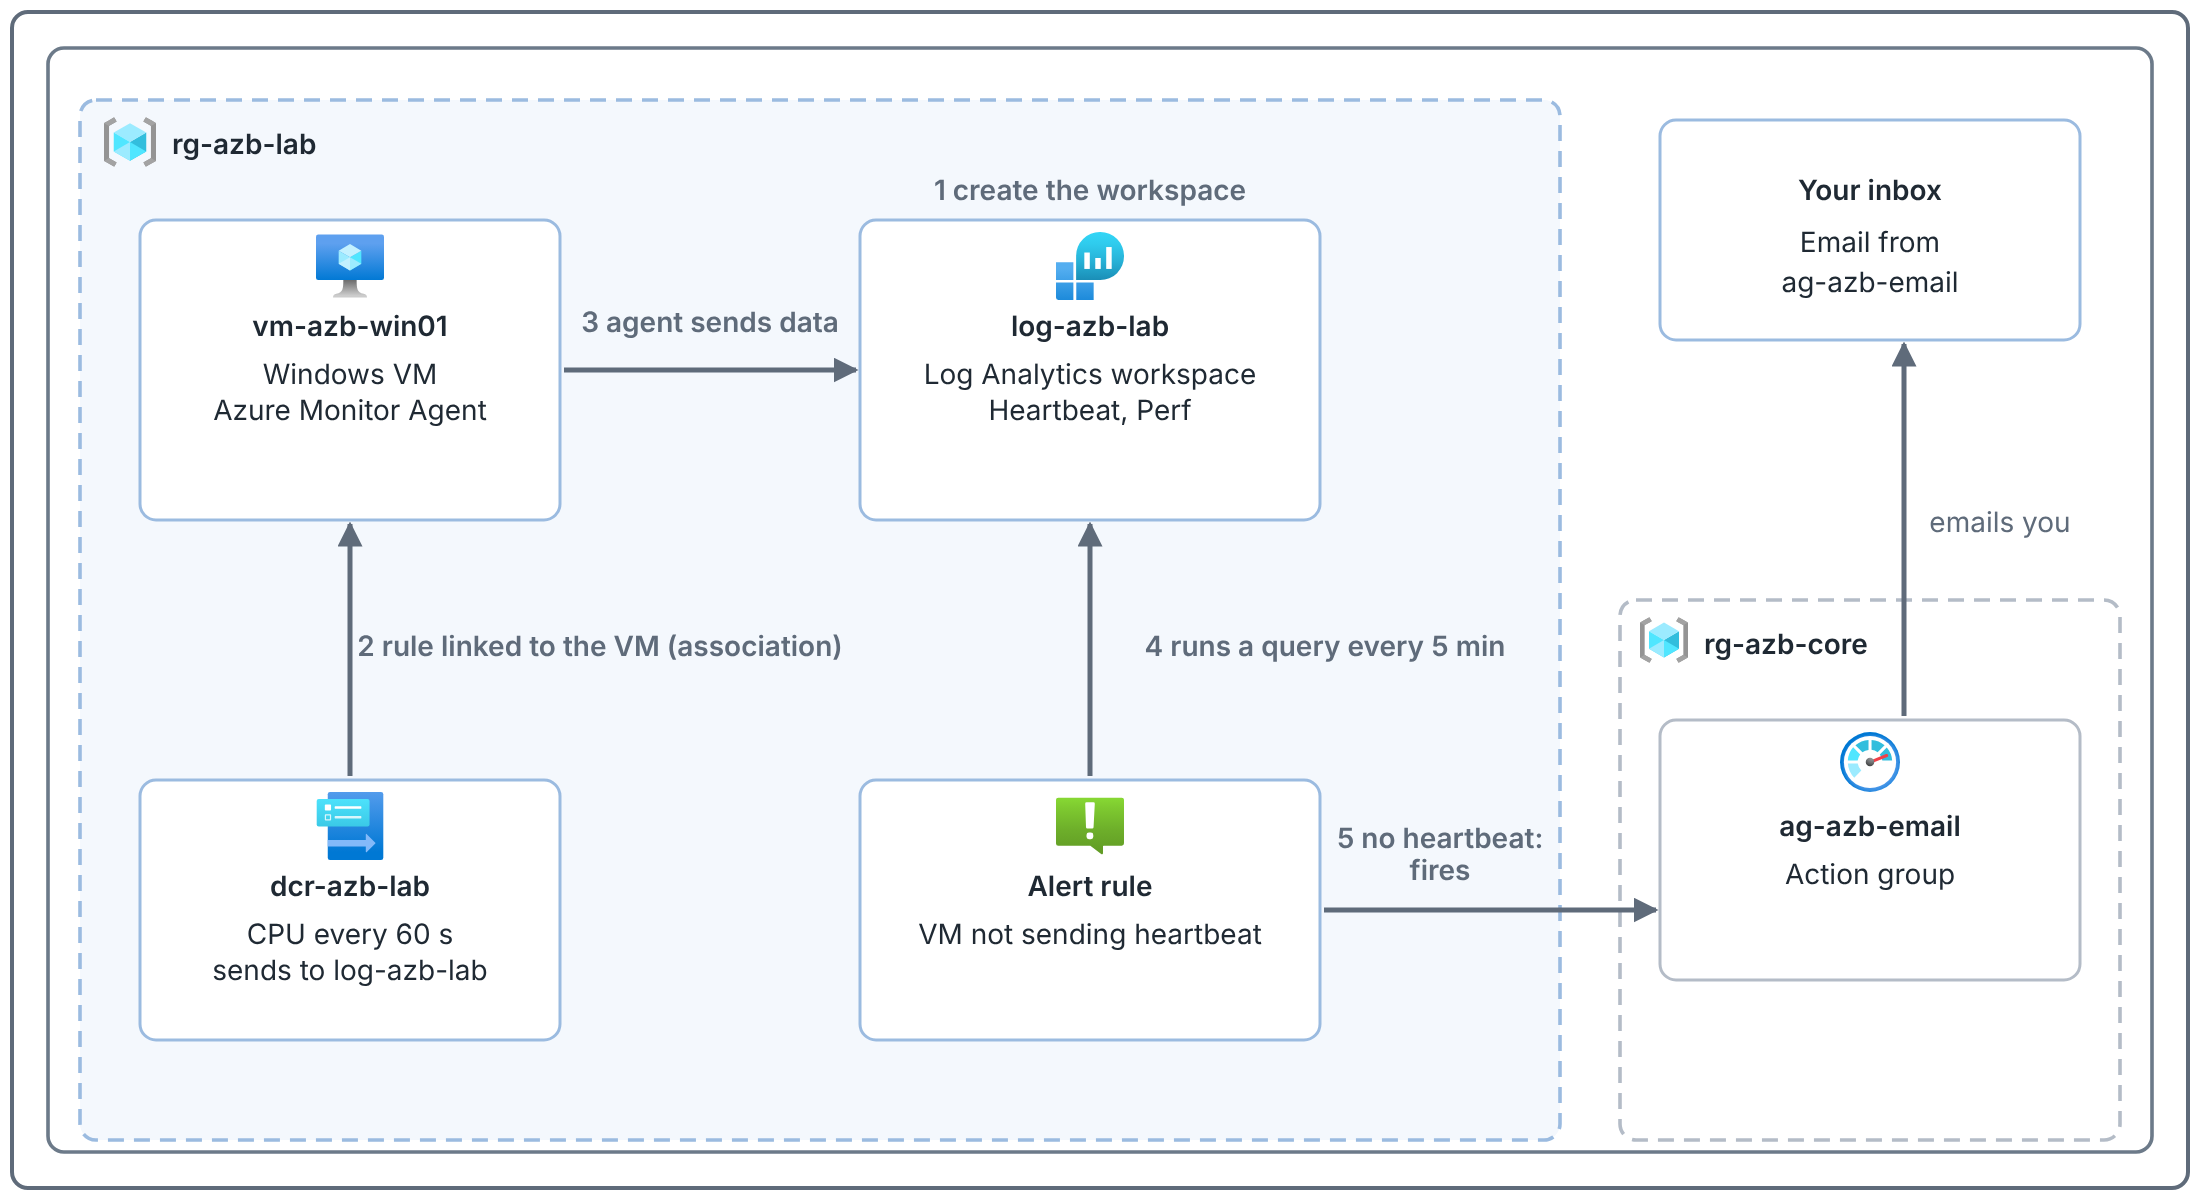 rg-azb-lab
1 create the workspace
vm-azb-win01
Windows VM
Azure Monitor Agent
3 agent sends data
log-azb-lab
Log Analytics workspace
Heartbeat, Perf
Your inbox
Email from
ag-azb-email
emails you
2 rule linked to the VM (association)
4 runs a query every 5 min
rg-azb-core
dcr-azb-lab
CPU every 60 s
sends to log-azb-lab
Alert rule
VM not sending heartbeat
5 no heartbeat:
fires
ag-azb-email
Action group